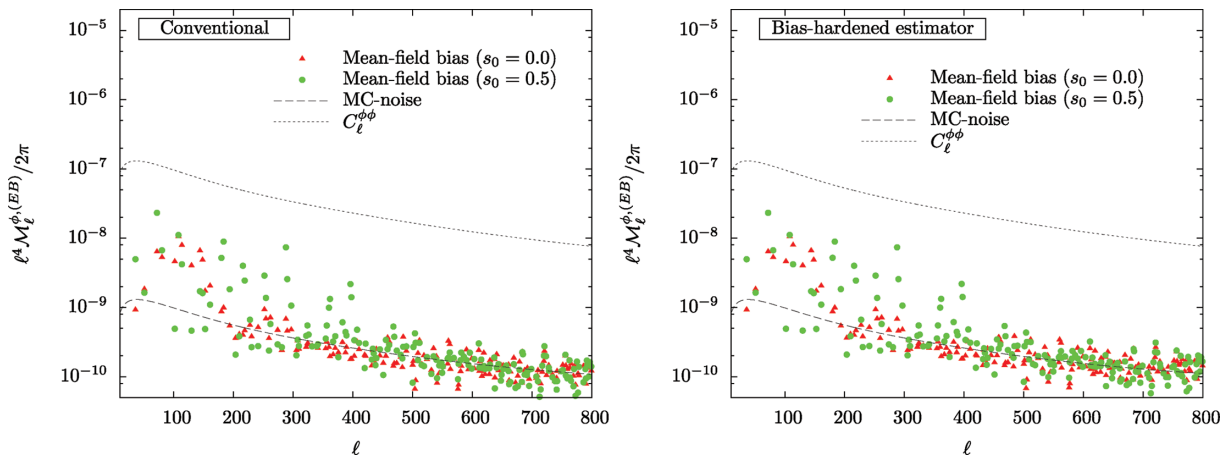 Conventional
Mean-field bias (s₀ = 0.0)
Mean-field bias (s₀ = 0.5)
MC-noise
C_ℓ^{ϕϕ}
ℓ⁴ℳ_ℓ^{ϕ,(EB)}/2π
10⁻⁵
10⁻⁶
10⁻⁷
10⁻⁸
10⁻⁹
10⁻¹⁰
100 200 300 400 500 600 700 800
ℓ
Bias-hardened estimator
Mean-field bias (s₀ = 0.0)
Mean-field bias (s₀ = 0.5)
MC-noise
C_ℓ^{ϕϕ}
ℓ⁴ℳ_ℓ^{ϕ,(EB)}/2π
10⁻⁵
10⁻⁶
10⁻⁷
10⁻⁸
10⁻⁹
10⁻¹⁰
100 200 300 400 500 600 700 800
ℓ